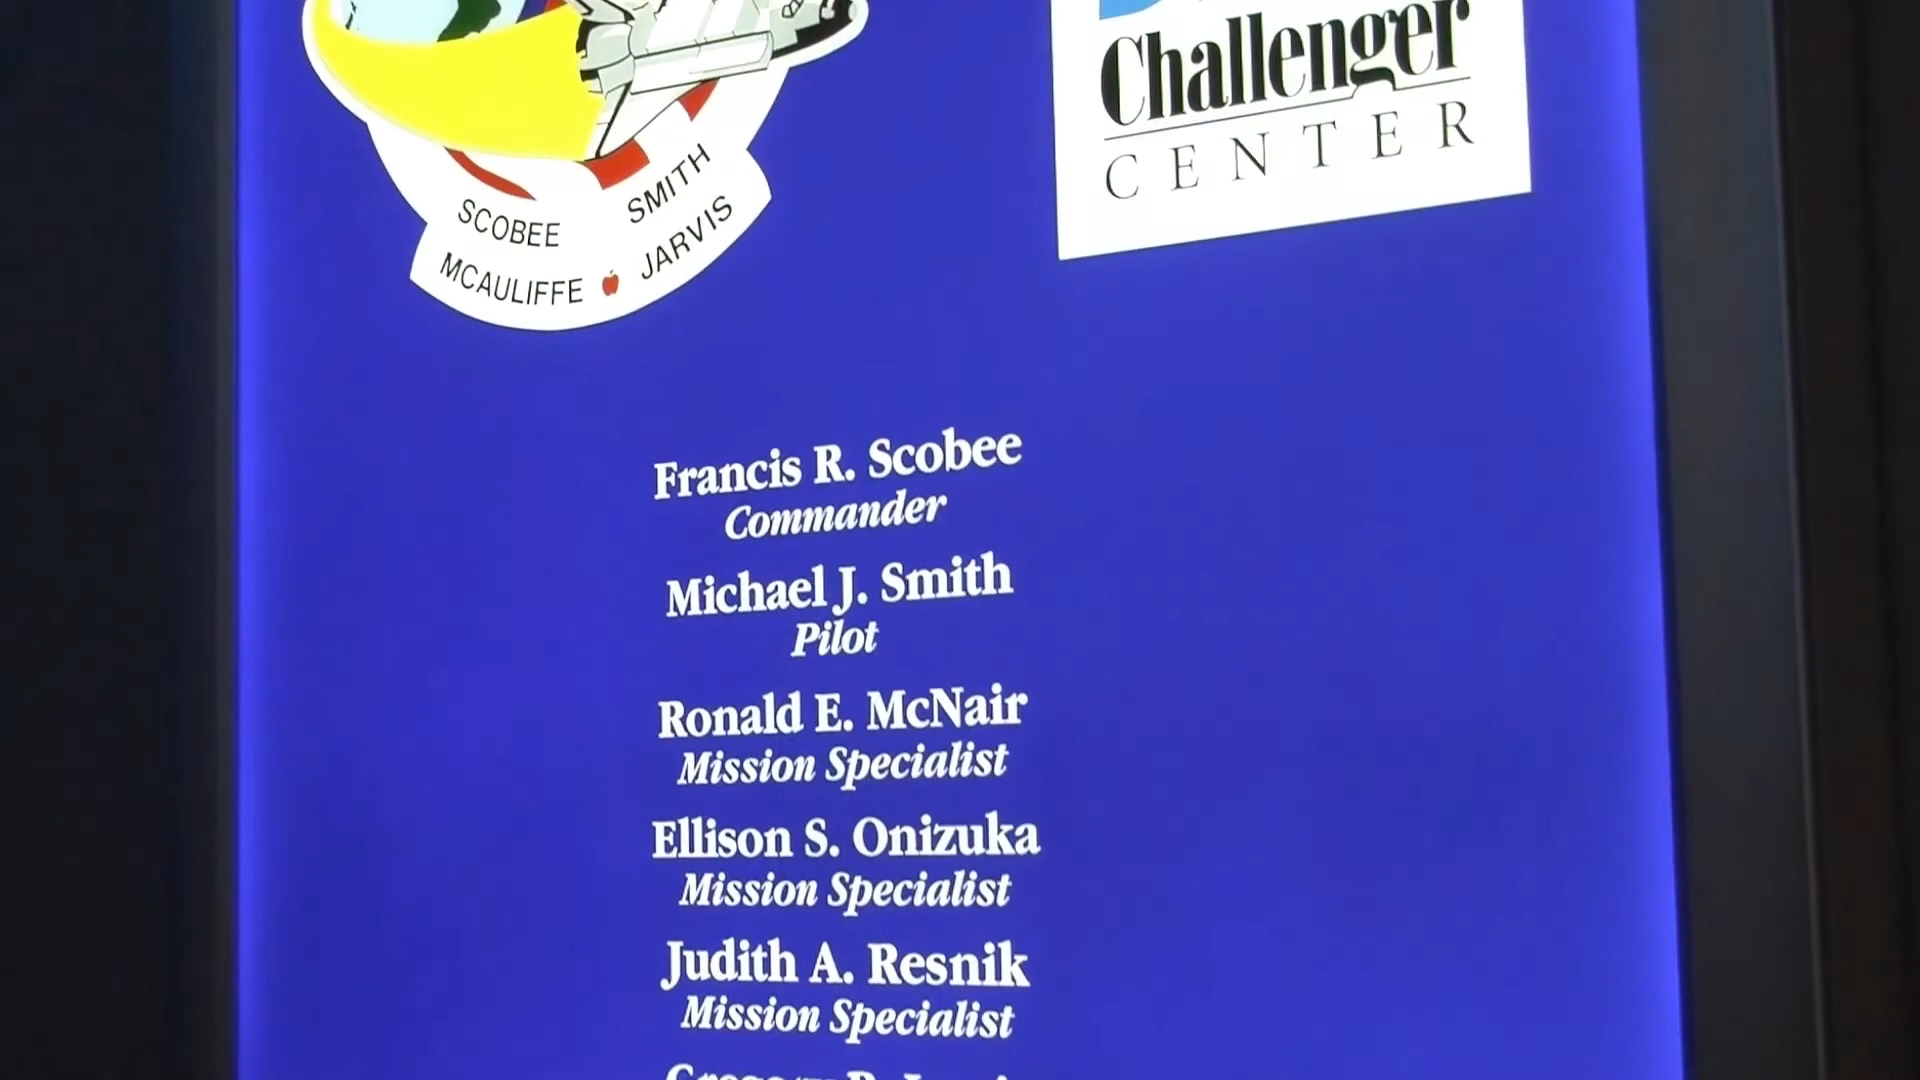 Challenger
CENTER
SCOBEE
SMITH
MCAULIFFE
JARVIS
Francis R. Scobee
Commander
Michael J. Smith
Pilot
Ronald E. McNair
Mission Specialist
Ellison S. Onizuka
Mission Specialist
Judith A. Resnik
Mission Specialist